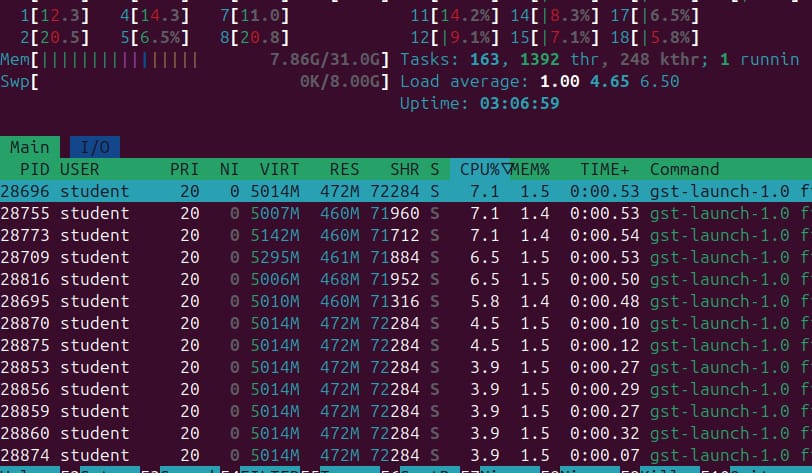 1[12.3] 4[14.3] 7[11.0] 11[14.2%] 14[|8.3%] 17[|6.5%]
2[20.5] 5[6.5%] 8[20.8] 12[|9.1%] 15[|7.1%] 18[|5.8%]
Mem[||||||||||||||||||| 7.86G/31.0G] Tasks: 163, 1392 thr, 248 kthr; 1 runnin
Swp[ 0K/8.00G] Load average: 1.00 4.65 6.50
Uptime: 03:06:59
Main I/O
PID USER PRI NI VIRT RES SHR S CPU%▽MEM% TIME+ Command
28696 student 20 0 5014M 472M 72284 S 7.1 1.5 0:00.53 gst-launch-1.0 f
28755 student 20 0 5007M 460M 71960 S 7.1 1.4 0:00.53 gst-launch-1.0 f
28773 student 20 0 5142M 460M 71712 S 7.1 1.4 0:00.54 gst-launch-1.0 f
28709 student 20 0 5295M 461M 71884 S 6.5 1.5 0:00.53 gst-launch-1.0 f
28816 student 20 0 5006M 468M 71952 S 6.5 1.5 0:00.50 gst-launch-1.0 f
28695 student 20 0 5010M 460M 71316 S 5.8 1.4 0:00.48 gst-launch-1.0 f
28870 student 20 0 5014M 472M 72284 S 4.5 1.5 0:00.10 gst-launch-1.0 f
28875 student 20 0 5014M 472M 72284 S 4.5 1.5 0:00.12 gst-launch-1.0 f
28853 student 20 0 5014M 472M 72284 S 3.9 1.5 0:00.29 gst-launch-1.0 f
28856 student 20 0 5014M 472M 72284 S 3.9 1.5 0:00.27 gst-launch-1.0 f
28859 student 20 0 5014M 472M 72284 S 3.9 1.5 0:00.27 gst-launch-1.0 f
28860 student 20 0 5014M 472M 72284 S 3.9 1.5 0:00.32 gst-launch-1.0 f
28874 student 20 0 5014M 472M 72284 S 3.9 1.5 0:00.07 gst-launch-1.0 f